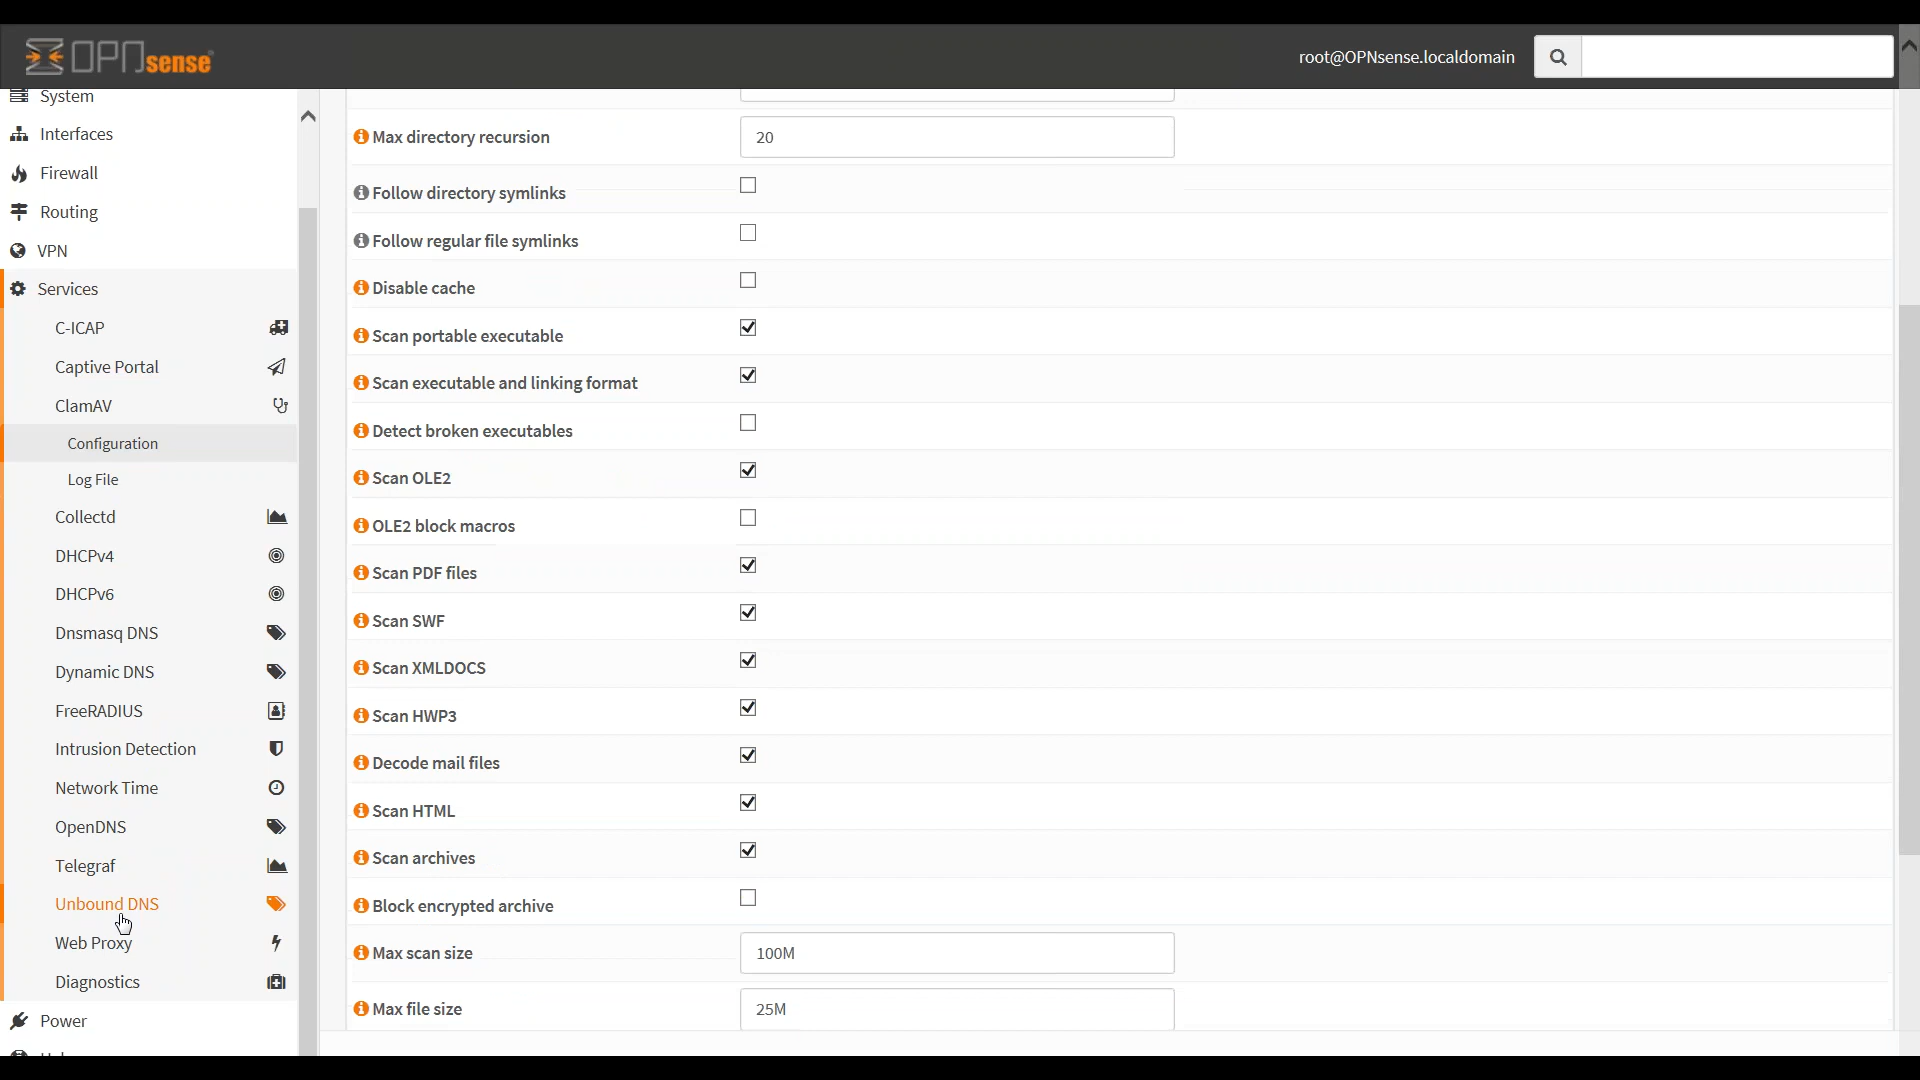 OPNsense
root@OPNsense.localdomain
System
Interfaces
Firewall
Routing
VPN
Services
C-ICAP
Captive Portal
ClamAV
Configuration
Log File
Collectd
DHCPv4
DHCPv6
Dnsmasq DNS
Dynamic DNS
FreeRADIUS
Intrusion Detection
Network Time
OpenDNS
Telegraf
Unbound DNS
Web Proxy
Diagnostics
Power
Max directory recursion 20
Follow directory symlinks
Follow regular file symlinks
Disable cache
Scan portable executable
Scan executable and linking format
Detect broken executables
Scan OLE2
OLE2 block macros
Scan PDF files
Scan SWF
Scan XMLDOCS
Scan HWP3
Decode mail files
Scan HTML
Scan archives
Block encrypted archive
Max scan size 100M
Max file size 25M